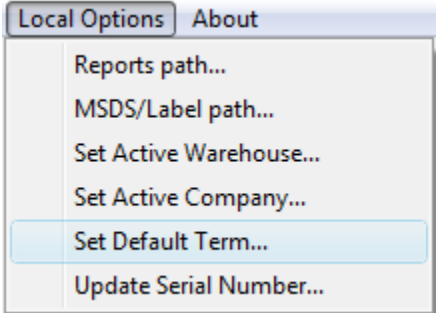 Local Options About
Reports path...
MSDS/Label path...
Set Active Warehouse...
Set Active Company...
Set Default Term...
Update Serial Number...